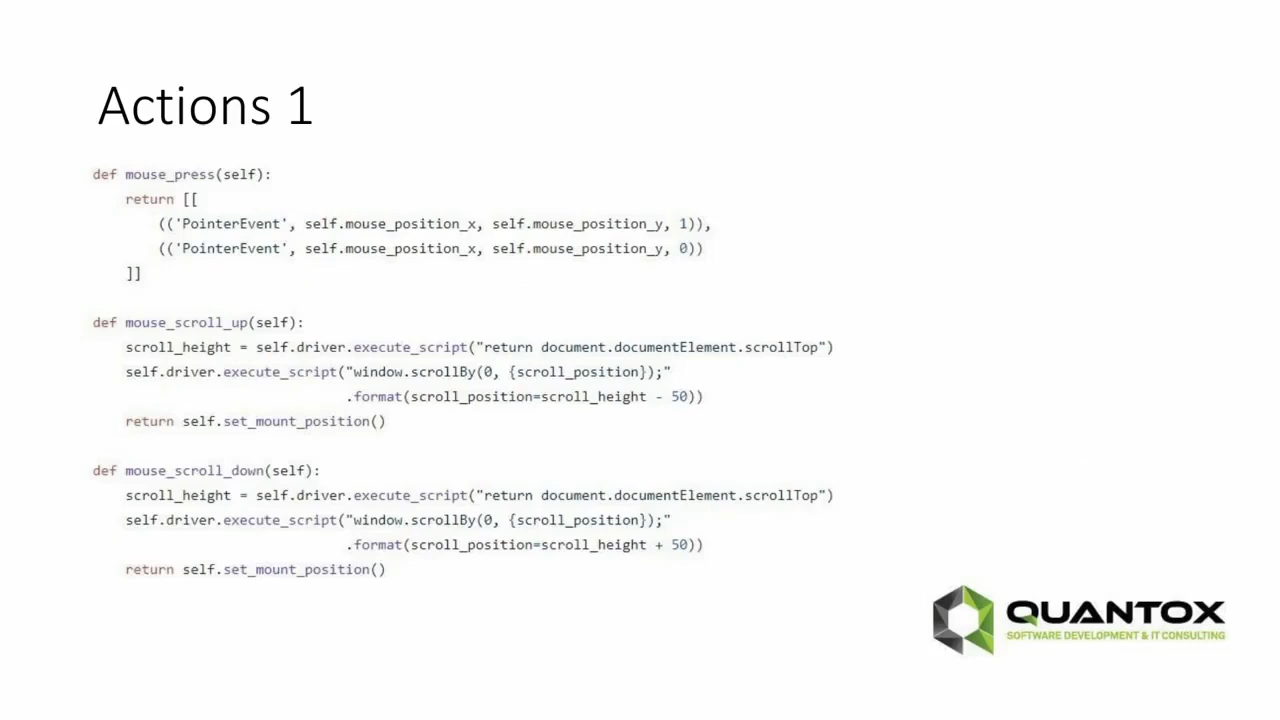 Actions 1
def mouse_press(self):
    return [[
        (('PointerEvent', self.mouse_position_x, self.mouse_position_y, 1)),
        (('PointerEvent', self.mouse_position_x, self.mouse_position_y, 0))
    ]]
def mouse_scroll_up(self):
    scroll_height = self.driver.execute_script("return document.documentElement.scrollTop")
    self.driver.execute_script("window.scrollBy(0, {scroll_position});"
                               .format(scroll_position=scroll_height - 50))
    return self.set_mount_position()
def mouse_scroll_down(self):
    scroll_height = self.driver.execute_script("return document.documentElement.scrollTop")
    self.driver.execute_script("window.scrollBy(0, {scroll_position});"
                               .format(scroll_position=scroll_height + 50))
    return self.set_mount_position()
QUANTOX
SOFTWARE DEVELOPMENT & IT CONSULTING